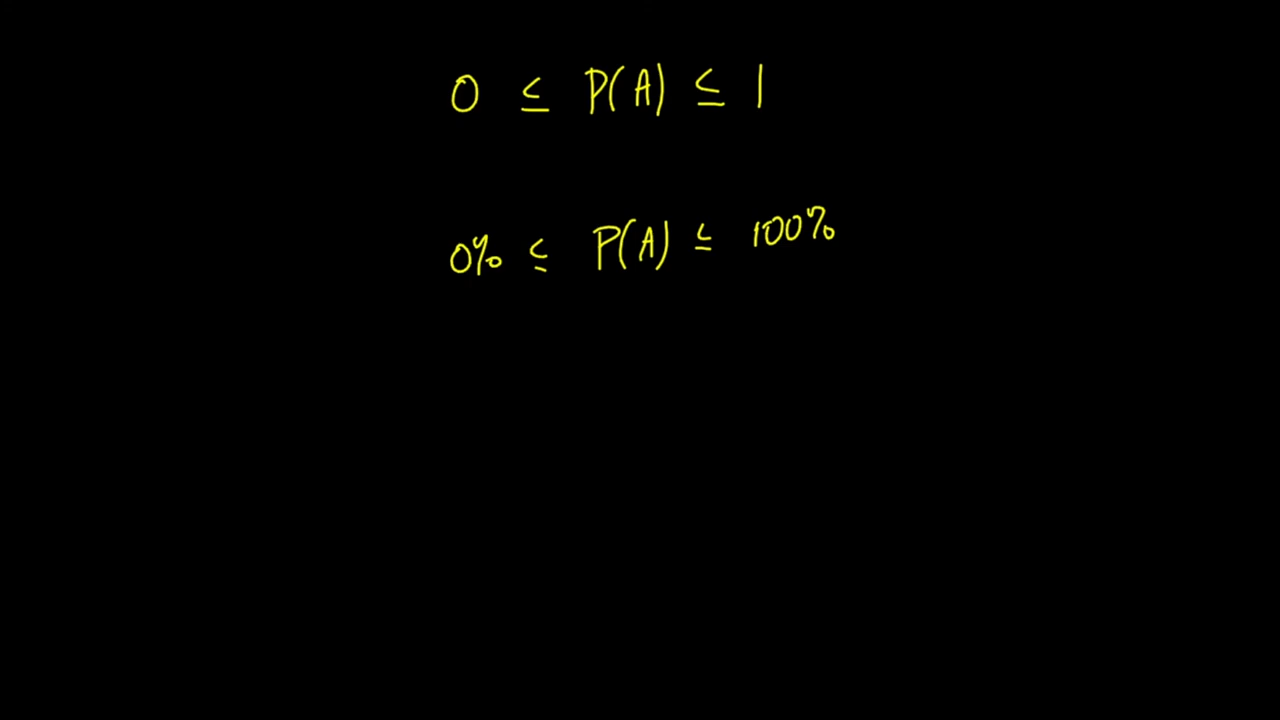 0 ≤ P(A) ≤ 1
0% ≤ P(A) ≤ 100%